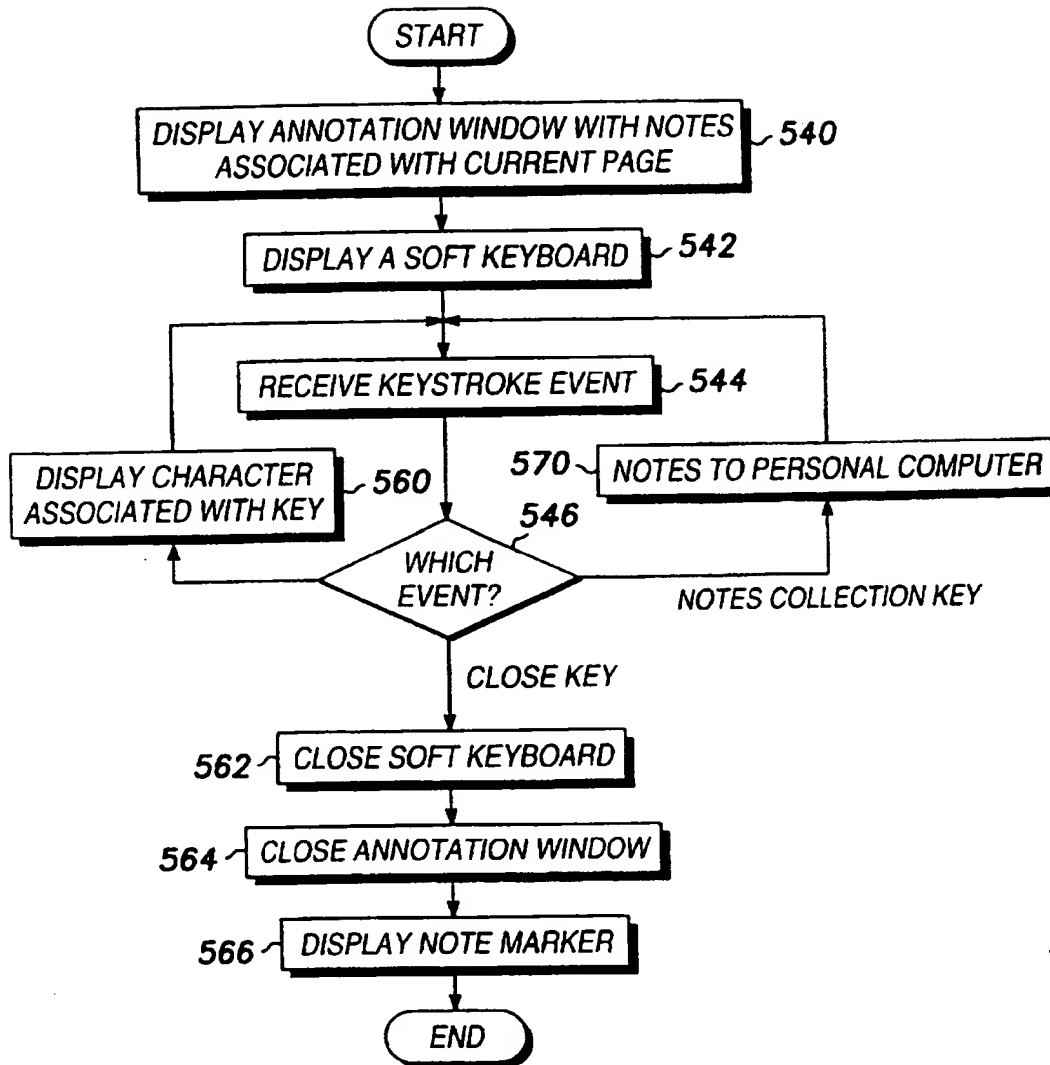 START
DISPLAY ANNOTATION WINDOW WITH NOTES
ASSOCIATED WITH CURRENT PAGE
540
DISPLAY A SOFT KEYBOARD
542
RECEIVE KEYSTROKE EVENT
544
DISPLAY CHARACTER
ASSOCIATED WITH KEY
560
570
NOTES TO PERSONAL COMPUTER
546
WHICH
EVENT?
NOTES COLLECTION KEY
CLOSE KEY
562
CLOSE SOFT KEYBOARD
564
CLOSE ANNOTATION WINDOW
566
DISPLAY NOTE MARKER
END